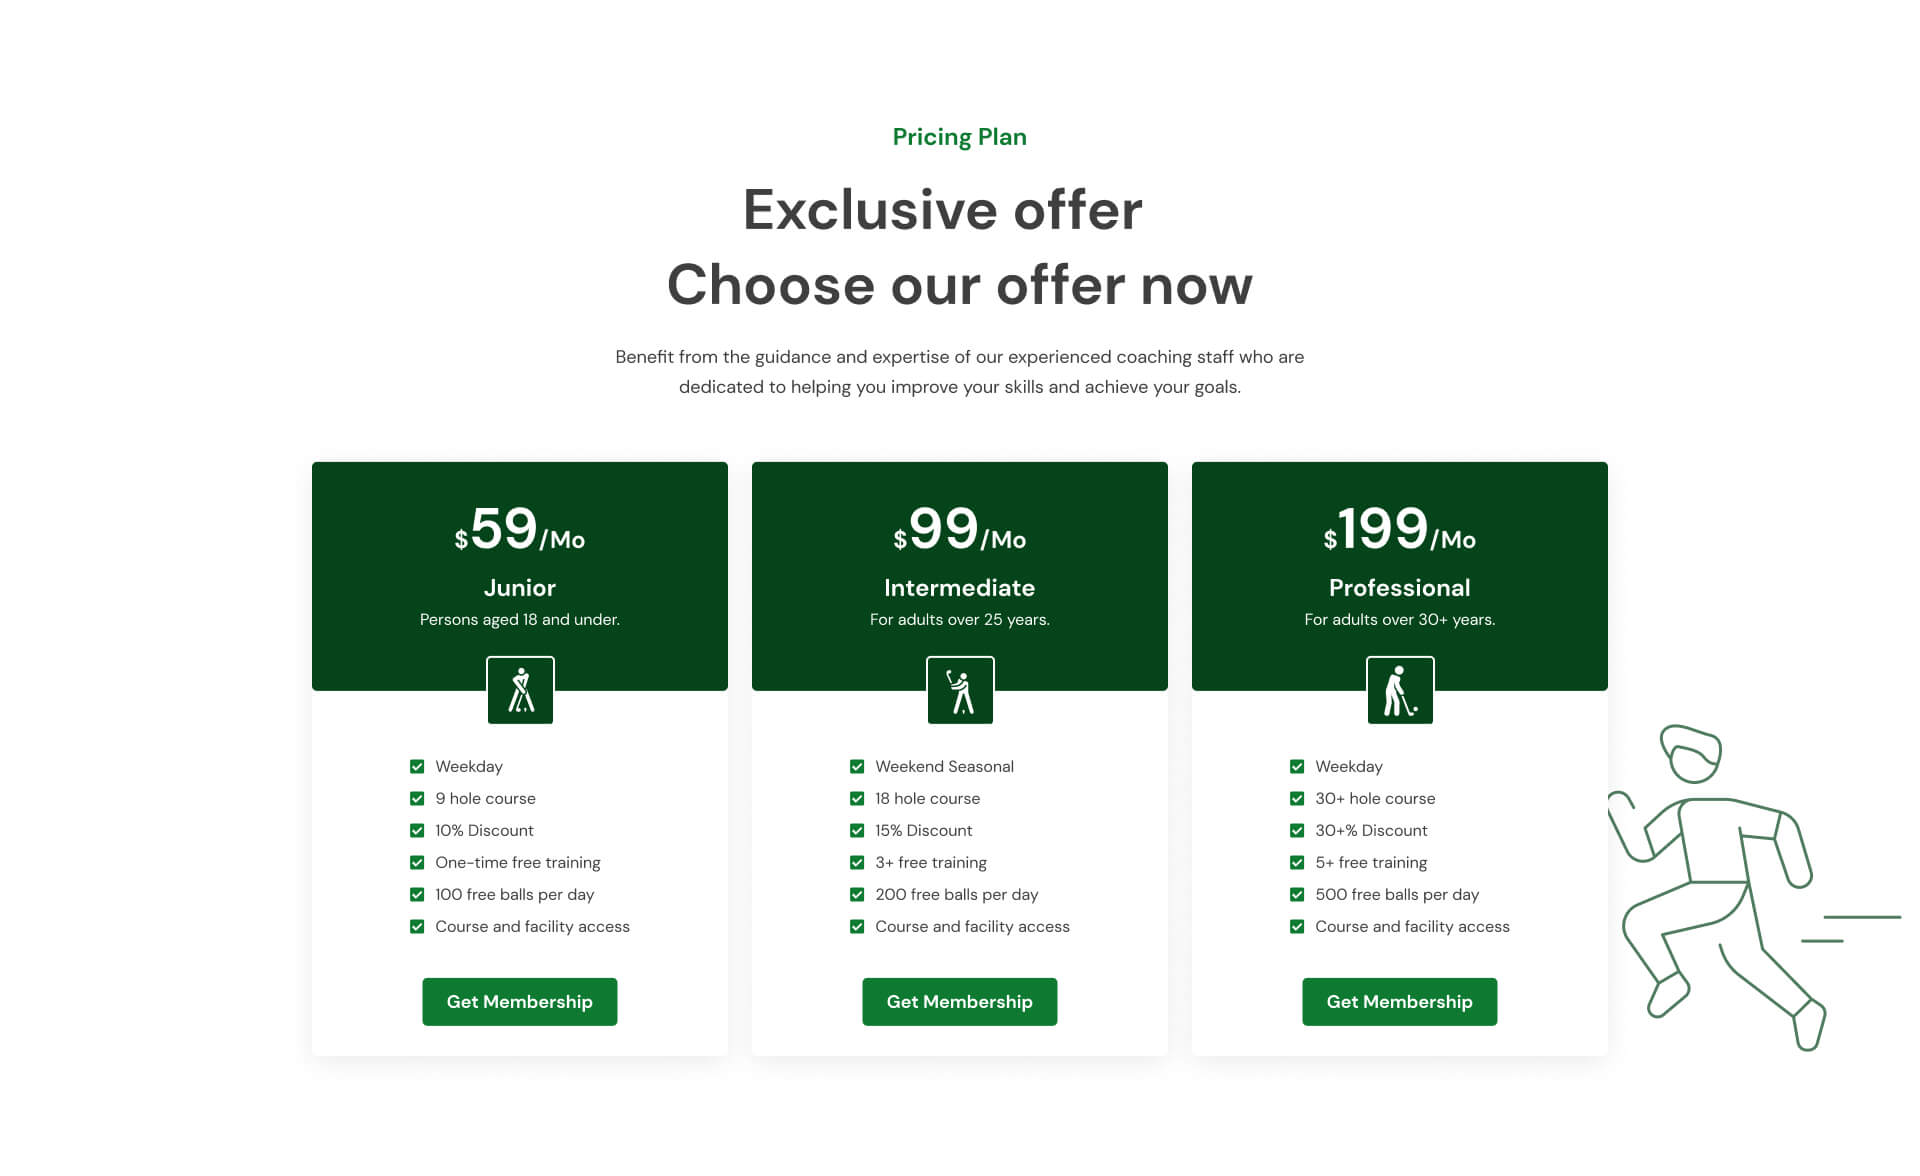 Pricing Plan
Exclusive offer
Choose our offer now
Benefit from the guidance and expertise of our experienced coaching staff who are
dedicated to helping you improve your skills and achieve your goals.
$59/Mo
Junior
Persons aged 18 and under.
Weekday
9 hole course
10% Discount
One-time free training
100 free balls per day
Course and facility access
Get Membership
$99/Mo
Intermediate
For adults over 25 years.
Weekend Seasonal
18 hole course
15% Discount
3+ free training
200 free balls per day
Course and facility access
Get Membership
$199/Mo
Professional
For adults over 30+ years.
Weekday
30+ hole course
30+% Discount
5+ free training
500 free balls per day
Course and facility access
Get Membership